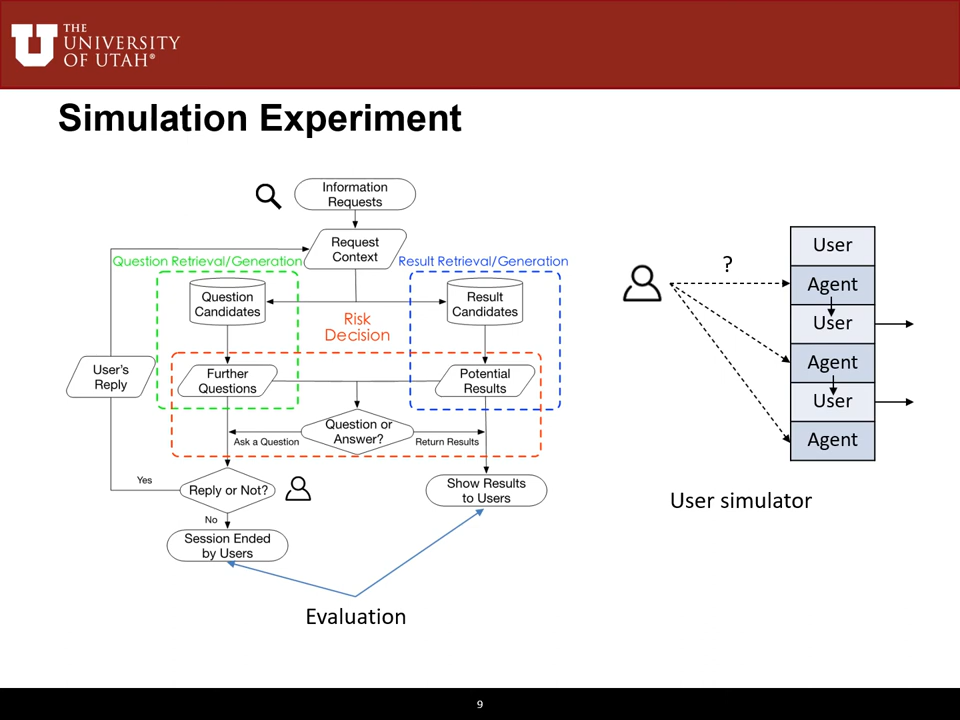 THE
UNIVERSITY
OF UTAH®
Simulation Experiment
Information
Requests
Request
Context
Question Retrieval/Generation
Result Retrieval/Generation
Question
Candidates
Result
Candidates
Risk
Decision
User's
Reply
Further
Questions
Potential
Results
Question or
Answer?
Ask a Question
Return Results
Yes
Reply or Not?
Show Results
to Users
No
Session Ended
by Users
Evaluation
?
User
Agent
User
Agent
User
Agent
User simulator
9